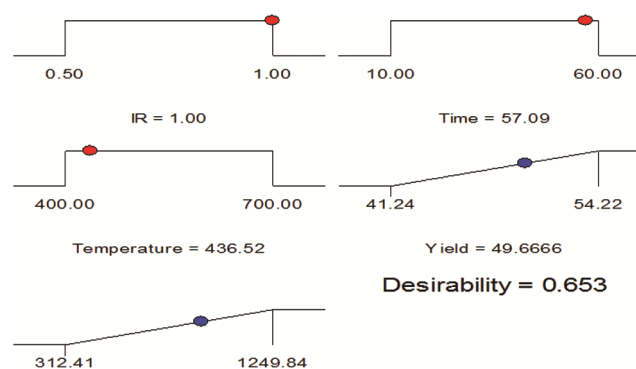 0.50 1.00
10.00 60.00
IR = 1.00
Time = 57.09
400.00 700.00
41.24 54.22
Temperature = 436.52
Yield = 49.6666
Desirability = 0.653
312.41 1249.84